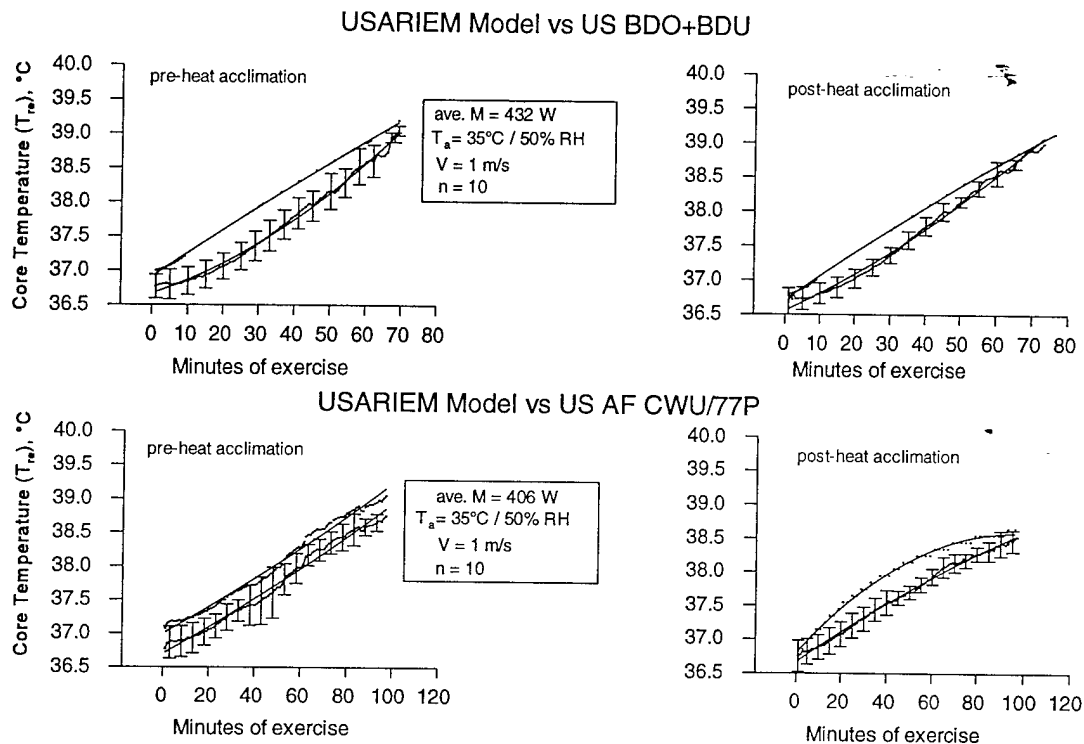 USARIEM Model vs US BDO+BDU
Core Temperature (Tre), °C
40.0
39.5
39.0
38.5
38.0
37.5
37.0
36.5
pre-heat acclimation
ave. M = 432 W
Ta= 35°C / 50% RH
V = 1 m/s
n = 10
0 10 20 30 40 50 60 70 80
Minutes of exercise
40.0
39.5
39.0
38.5
38.0
37.5
37.0
36.5
post-heat acclimation
0 10 20 30 40 50 60 70 80
Minutes of exercise
USARIEM Model vs US AF CWU/77P
Core Temperature (Tre), °C
40.0
39.5
39.0
38.5
38.0
37.5
37.0
36.5
pre-heat acclimation
ave. M = 406 W
Ta= 35°C / 50% RH
V = 1 m/s
n = 10
0 20 40 60 80 100 120
Minutes of exercise
40.0
39.5
39.0
38.5
38.0
37.5
37.0
36.5
post-heat acclimation
0 20 40 60 80 100 120
Minutes of exercise